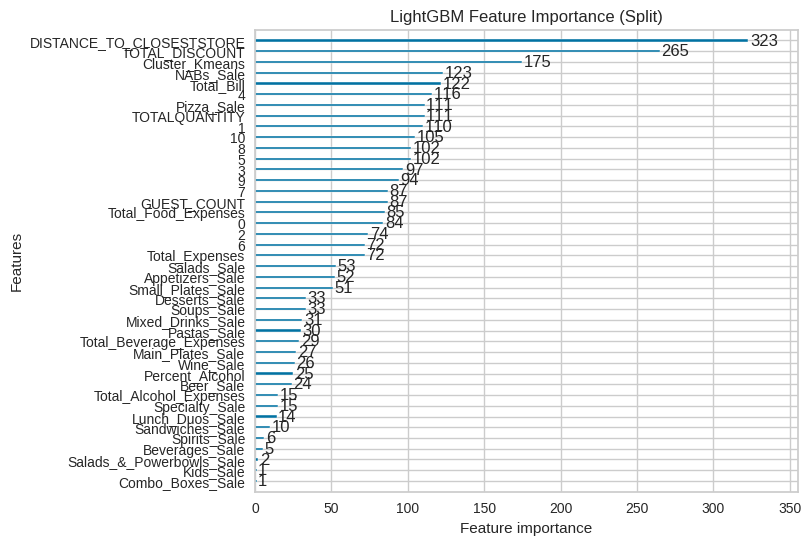 LightGBM Feature Importance (Split)
DISTANCE_TO_CLOSESTSTORE 323
TOTAL_DISCOUNT 265
Cluster_Kmeans 175
NABs_Sale 123
Total_Bill 122
4 116
Pizza_Sale 111
TOTALQUANTITY 111
1 110
10 105
8 102
5 102
3 97
9 94
7 87
GUEST_COUNT 87
Total_Food_Expenses 85
0 84
2 74
6 72
Total_Expenses 72
Salads_Sale 53
Appetizers_Sale 52
Small_Plates_Sale 51
Desserts_Sale 33
Soups_Sale 33
Mixed_Drinks_Sale 31
Pastas_Sale 30
Total_Beverage_Expenses 29
Main_Plates_Sale 27
Wine_Sale 26
Percent_Alcohol 25
Beer_Sale 24
Total_Alcohol_Expenses 15
Specialty_Sale 15
Lunch_Duos_Sale 14
Sandwiches_Sale 10
Spirits_Sale 6
Beverages_Sale 5
Salads_&_Powerbowls_Sale 2
Kids_Sale 1
Combo_Boxes_Sale 1
Features
0 50 100 150 200 250 300 350
Feature importance